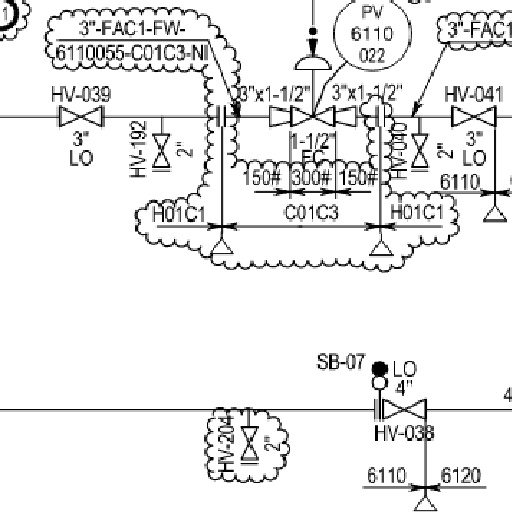 1
3"-FAC1-FW-
6110055-C01C3-NI
PV
6110
022
3"-FAC1
HV-039
3"x1-1/2"
3"x1-1/2"
HV-041
3"
LO
HV-192
2"
1-1/2"
FC
HV-040
2"
3"
LO
150#
300#
150#
6110
H01C1
C01C3
H01C1
SB-07
LO
4"
4
HV-204
2"
HV-038
6110
6120